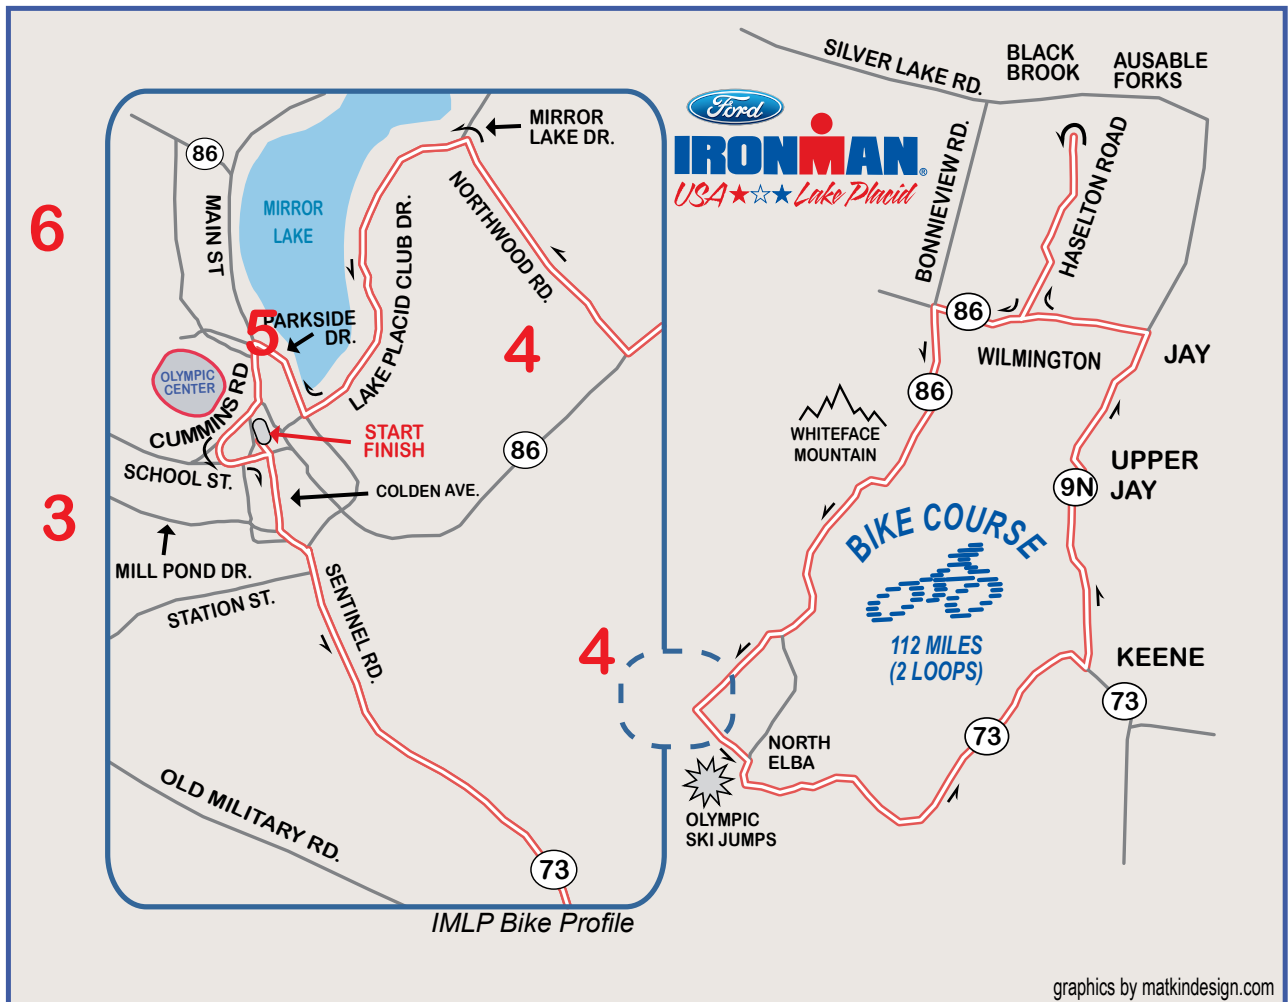 SILVER LAKE RD.
BLACK
BROOK
AUSABLE
FORKS
Ford
IRONMAN®
USA Lake Placid
BONNIEVIEW RD.
HASELTON ROAD
MIRROR
LAKE DR.
86
MAIN ST
MIRROR
LAKE
LAKE PLACID CLUB DR.
NORTHWOOD RD.
6
5
PARKSIDE
DR.
4
OLYMPIC
CENTER
CUMMINS RD
START
FINISH
86
SCHOOL ST.
COLDEN AVE.
3
MILL POND DR.
STATION ST.
SENTINEL RD.
OLD MILITARY RD.
73
IMLP Bike Profile
86
WILMINGTON
JAY
86
WHITEFACE
MOUNTAIN
UPPER
JAY
9N
BIKE COURSE
112 MILES
(2 LOOPS)
4
KEENE
73
73
NORTH
ELBA
OLYMPIC
SKI JUMPS
graphics by matkindesign.com